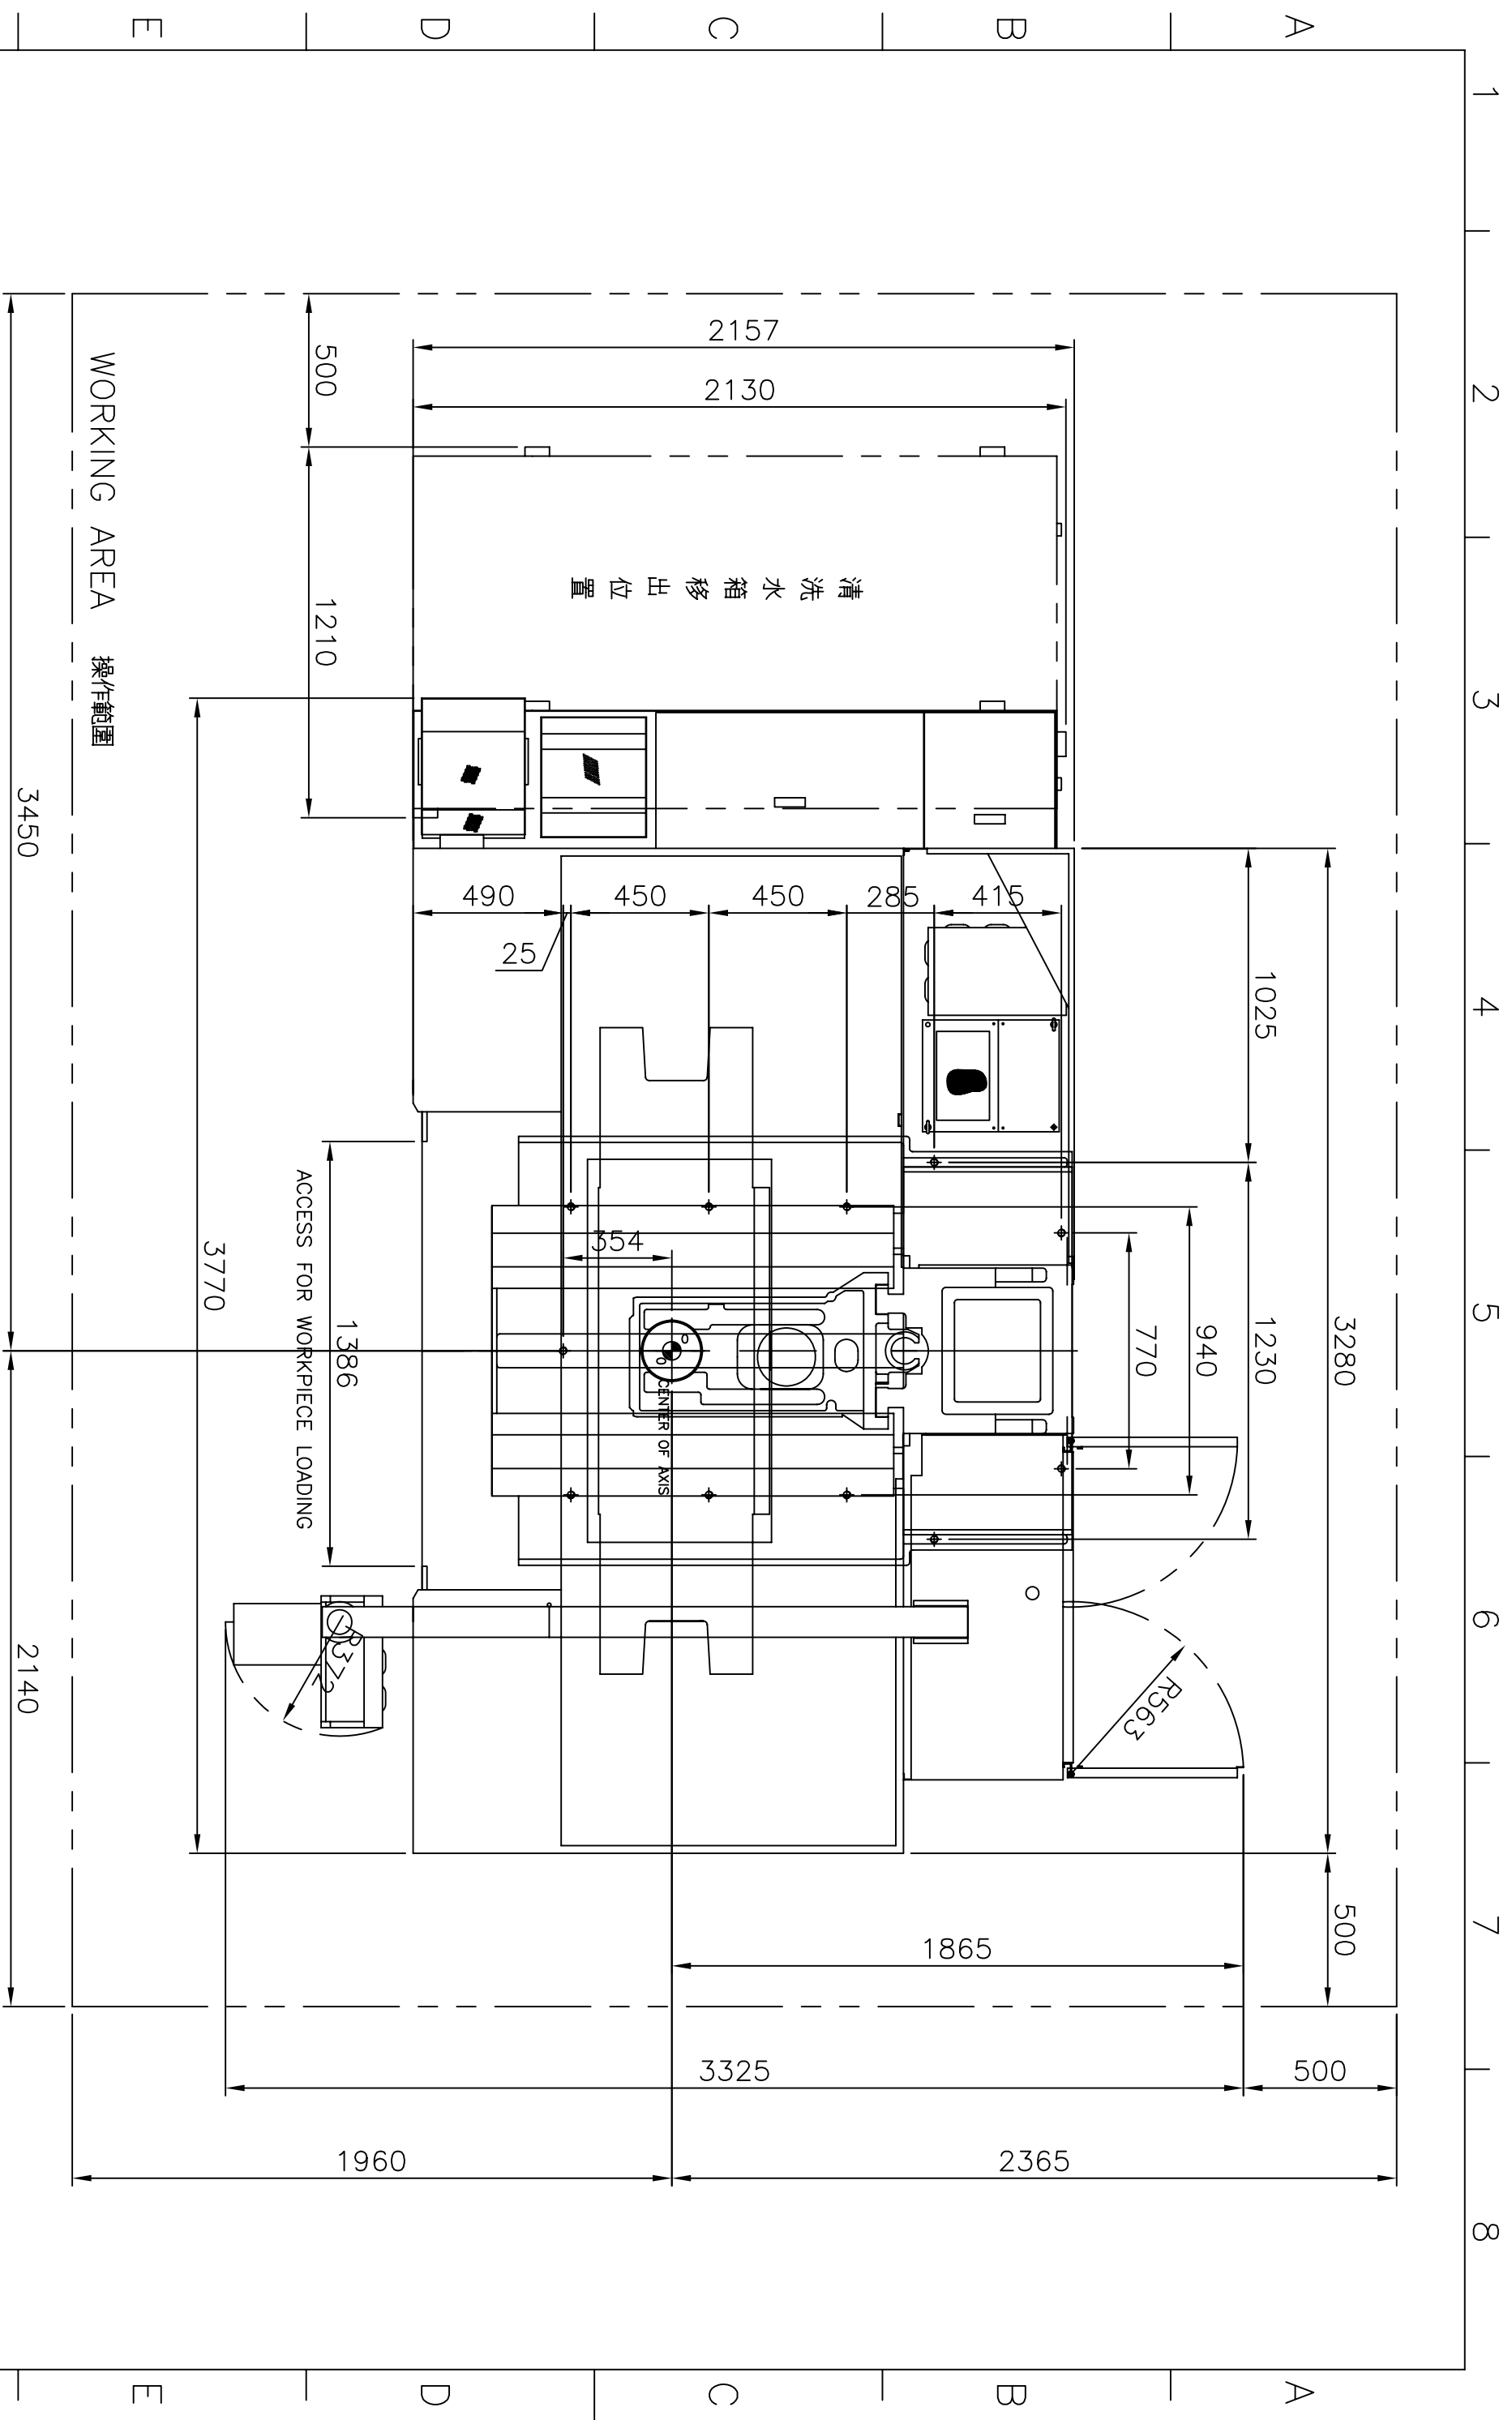 1 2 3 4 5 6 7 8
A A
3280 500
1025 1230
940
770
R563
500
2365
1865
B B
2157
2130
415
285
450
450
25
490
清洗水箱移出位置
C C
3325
CENTER OF AXIS
354
D D
R372
1386
ACCESS FOR WORKPIECE LOADING
500 1210
3770
1960
E E
WORKING AREA 操作範圍
3450 2140